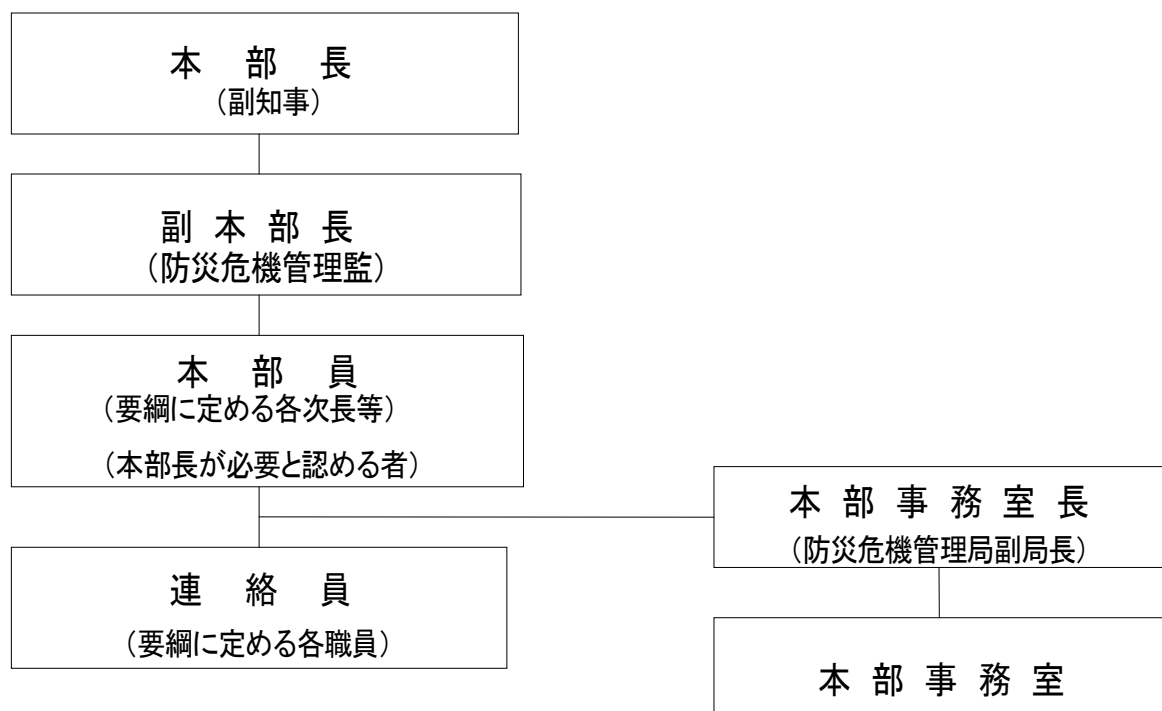 本部長
（副知事）
副本部長
（防災危機管理監）
本部員
（要綱に定める各次長等）
（本部長が必要と認める者）
本部事務室長
（防災危機管理局副局長）
連絡員
（要綱に定める各職員）
本部事務室